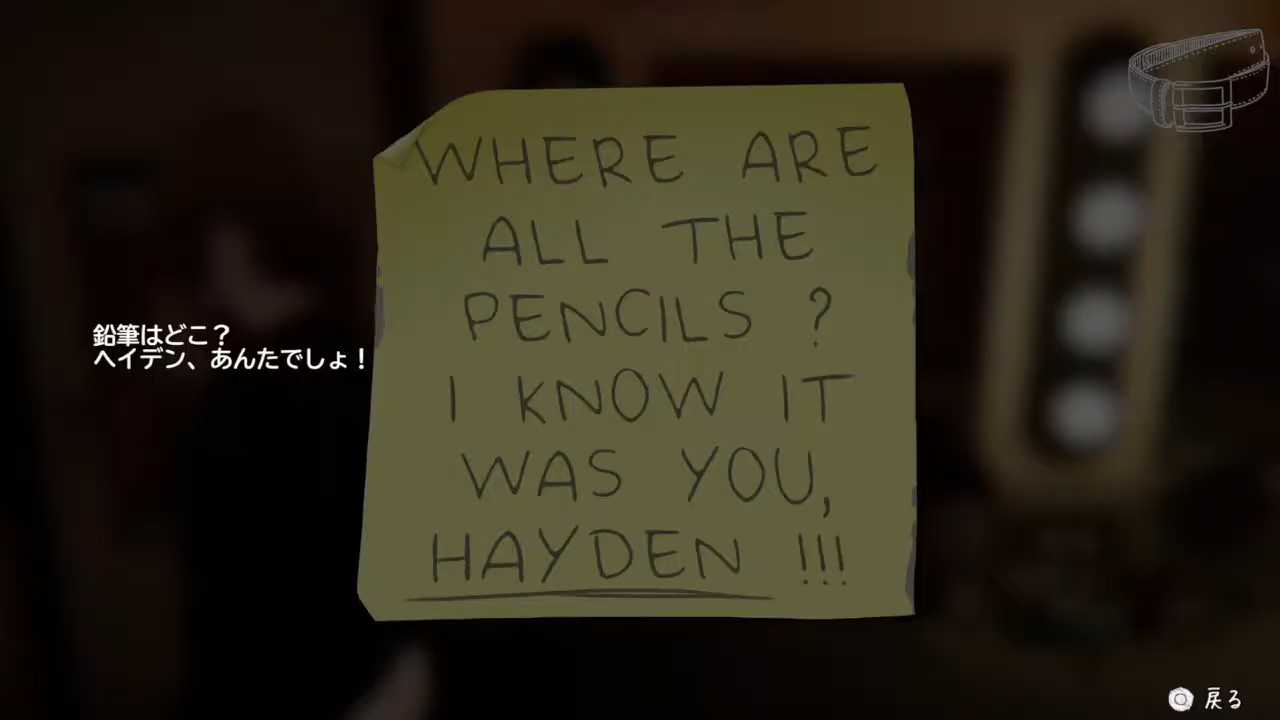 WHERE ARE
ALL THE
PENCILS ?
I KNOW IT
WAS YOU,
HAYDEN !!!
鉛筆はどこ？
ヘイデン、あんたでしょ！
戻る